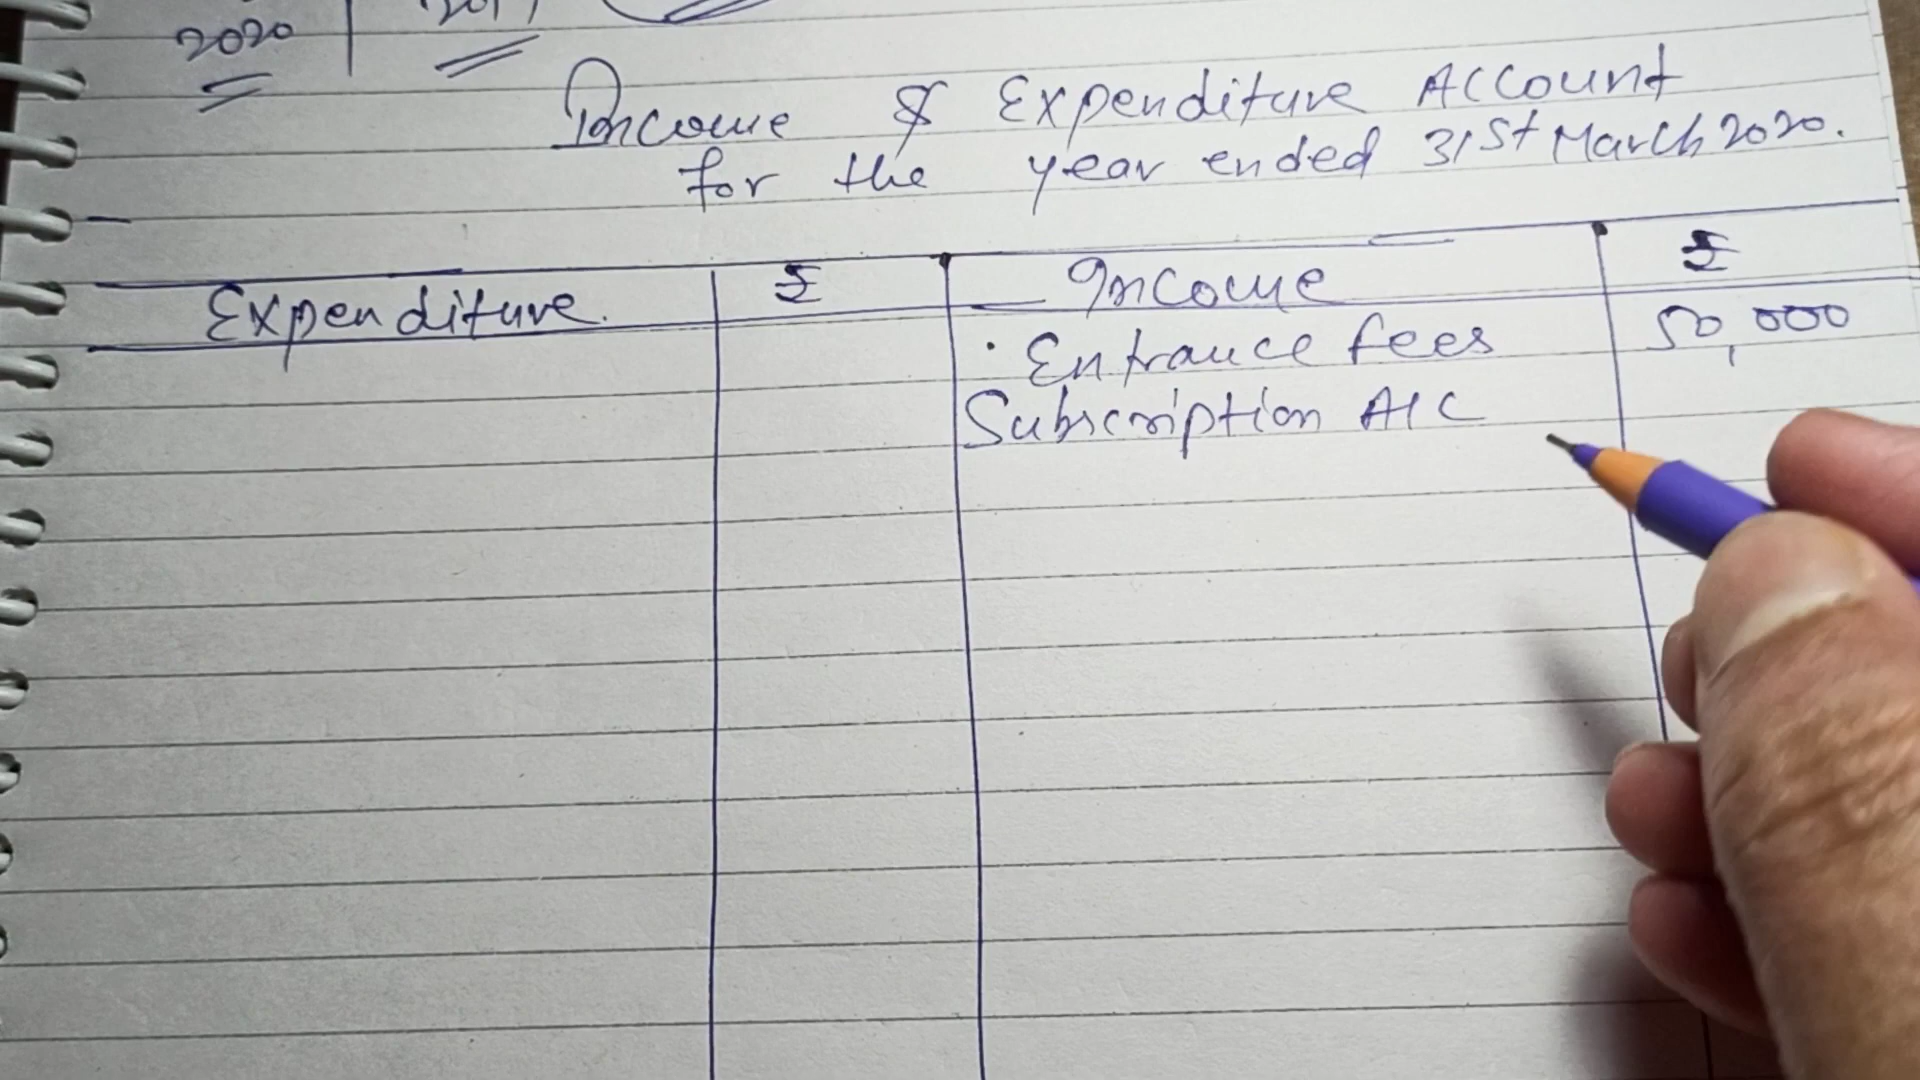 2020
Income & Expenditure Account
for the year ended 31st March 2020.
Expenditure. ₹ Income ₹
· Entrance fees 50,000
Subscription A/C